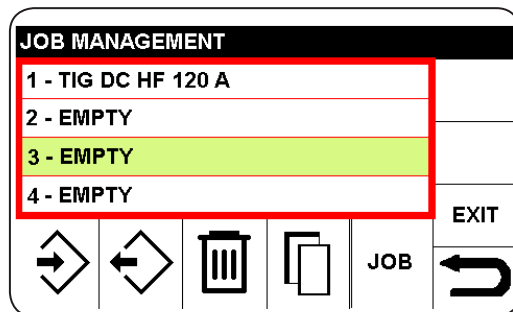 JOB MANAGEMENT
1 - TIG DC HF 120 A
2 - EMPTY
3 - EMPTY
4 - EMPTY
EXIT
JOB